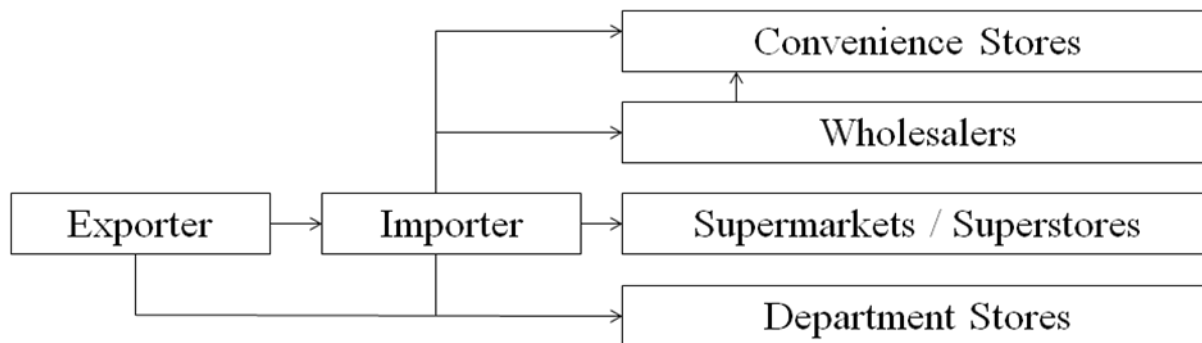 Convenience Stores
Wholesalers
Exporter
Importer
Supermarkets / Superstores
Department Stores